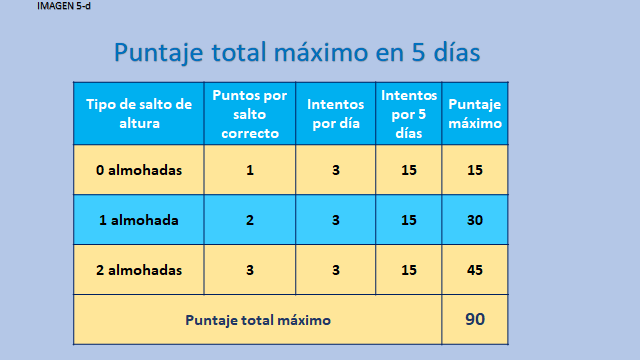 IMAGEN 5-d
Puntaje total máximo en 5 días
Tipo de salto de altura
Puntos por salto correcto
Intentos por día
Intentos por 5 días
Puntaje máximo
0 almohadas 1 3 15 15
1 almohada 2 3 15 30
2 almohadas 3 3 15 45
Puntaje total máximo 90